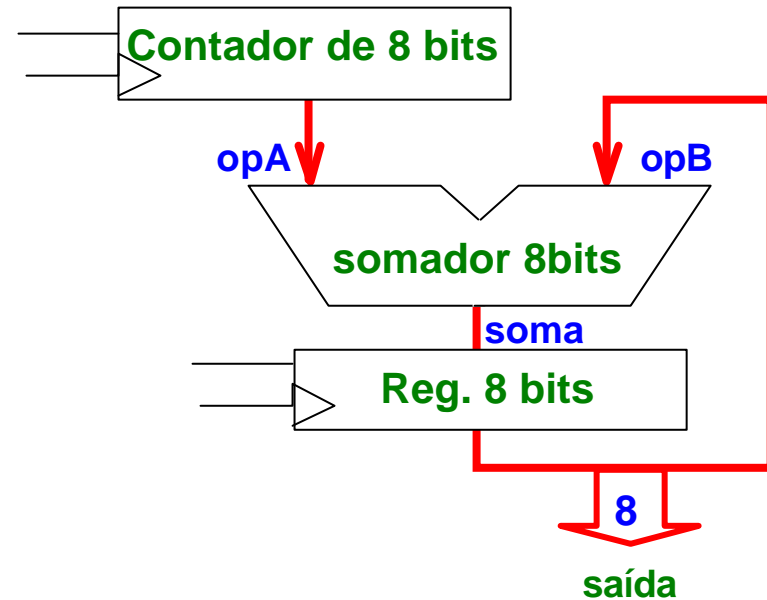 Contador de 8 bits
opA
opB
somador 8bits
soma
Reg. 8 bits
8
saída